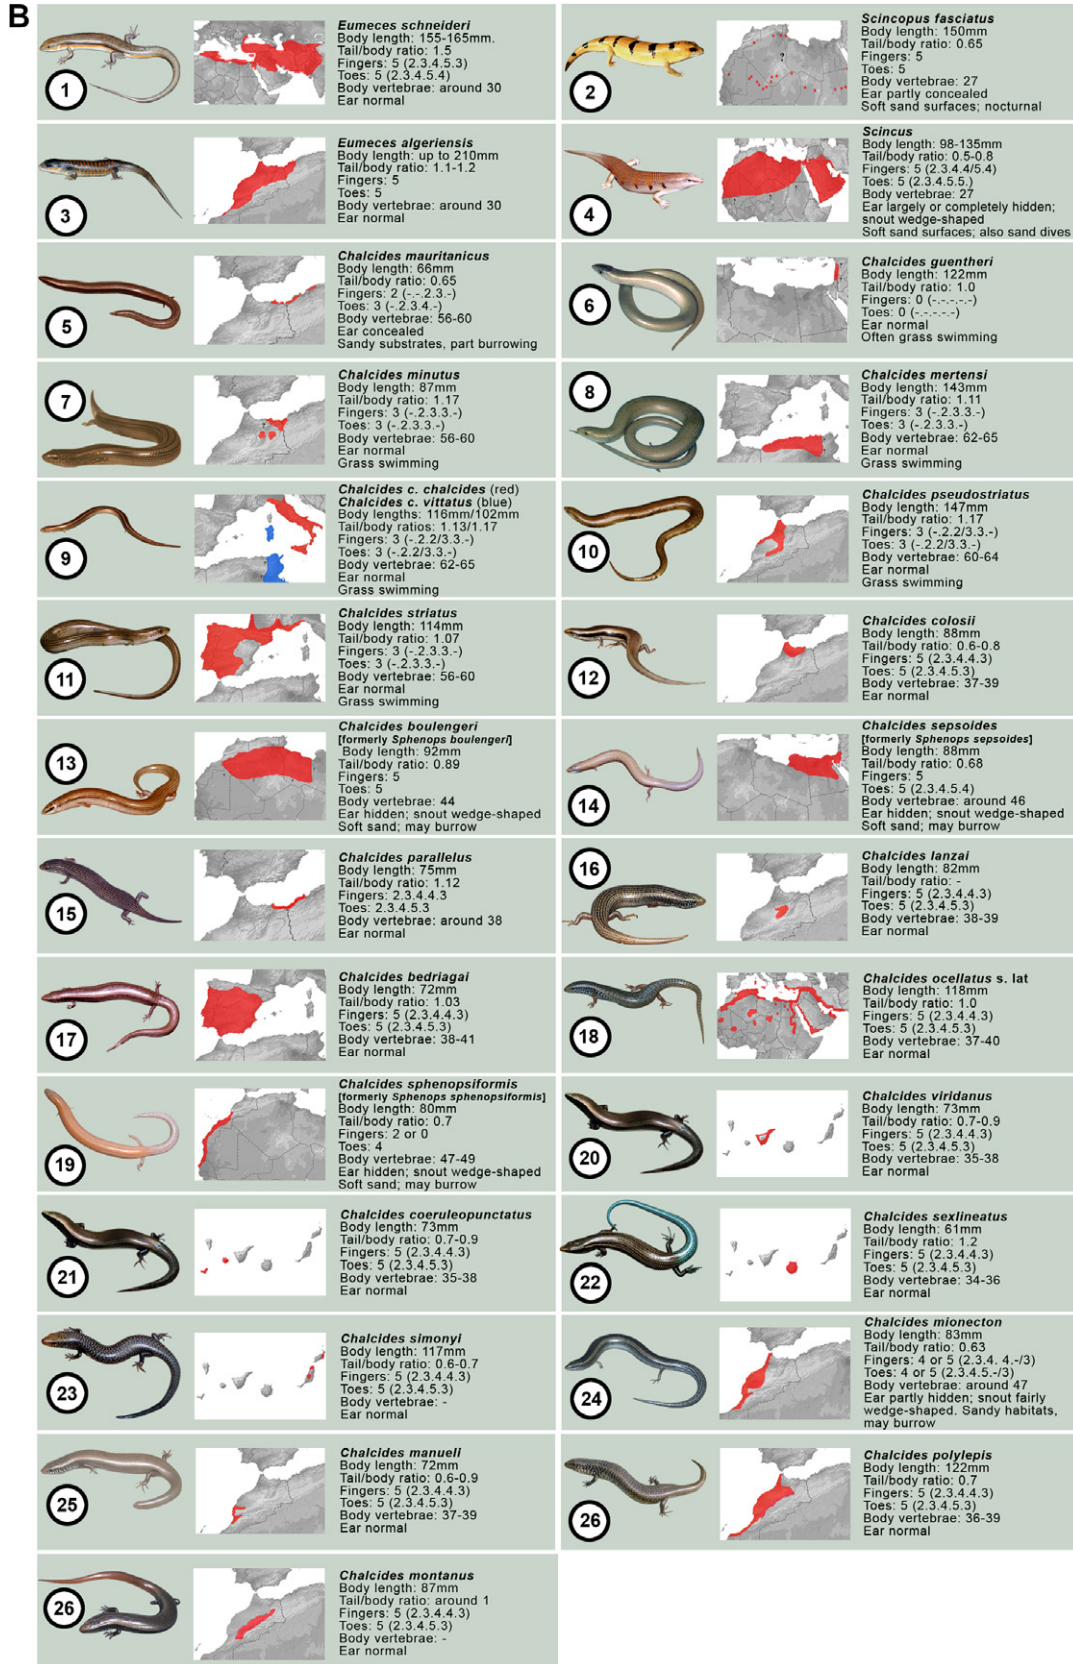 B
1
Eumeces schneideri
Body length: 155-165mm.
Tail/body ratio: 1.5
Fingers: 5 (2.3.4.5.3)
Toes: 5 (2.3.4.5.4)
Body vertebrae: around 30
Ear normal
2
?
Scincopus fasciatus
Body length: 150mm
Tail/body ratio: 0.65
Fingers: 5
Toes: 5
Body vertebrae: 27
Ear partly concealed
Soft sand surfaces; nocturnal
3
Eumeces algeriensis
Body length: up to 210mm
Tail/body ratio: 1.1-1.2
Fingers: 5
Toes: 5
Body vertebrae: around 30
Ear normal
4
Scincus
Body length: 98-135mm
Tail/body ratio: 0.5-0.8
Fingers: 5 (2.3.4.4/5.4)
Toes: 5 (2.3.4.5.5.)
Body vertebrae: 27
Ear largely or completely hidden;
snout wedge-shaped
Soft sand surfaces; also sand dives
5
Chalcides mauritanicus
Body length: 66mm
Tail/body ratio: 0.65
Fingers: 2 (-.-.2.3.-)
Toes: 3 (-.2.3.4.-)
Body vertebrae: 56-60
Ear concealed
Sandy substrates, part burrowing
6
Chalcides guentheri
Body length: 122mm
Tail/body ratio: 1.0
Fingers: 0 (-.-.-.-.-)
Toes: 0 (-.-.-.-.-)
Ear normal
Often grass swimming
7
?
Chalcides minutus
Body length: 87mm
Tail/body ratio: 1.17
Fingers: 3 (-.2.3.3.-)
Toes: 3 (-.2.3.3.-)
Body vertebrae: 56-60
Ear normal
Grass swimming
8
Chalcides mertensi
Body length: 143mm
Tail/body ratio: 1.11
Fingers: 3 (-.2.3.3.-)
Toes: 3 (-.2.3.3.-)
Body vertebrae: 62-65
Ear normal
Grass swimming
9
Chalcides c. chalcides (red)
Chalcides c. vittatus (blue)
Body lengths: 116mm/102mm
Tail/body ratios: 1.13/1.17
Fingers: 3 (-.2.2/3.3.-)
Toes: 3 (-.2.2/3.3.-)
Body vertebrae: 62-65
Ear normal
Grass swimming
10
Chalcides pseudostriatus
Body length: 147mm
Tail/body ratio: 1.17
Fingers: 3 (-.2.2/3.3.-)
Toes: 3 (-.2.2/3.3.-)
Body vertebrae: 60-64
Ear normal
Grass swimming
11
Chalcides striatus
Body length: 114mm
Tail/body ratio: 1.07
Fingers: 3 (-.2.3.3.-)
Toes: 3 (-.2.3.3.-)
Body vertebrae: 56-60
Ear normal
Grass swimming
12
Chalcides colosii
Body length: 88mm
Tail/body ratio: 0.6-0.8
Fingers: 5 (2.3.4.4.3)
Toes: 5 (2.3.4.5.3)
Body vertebrae: 37-39
Ear normal
13
Chalcides boulengeri
[formerly Sphenops boulengeri]
Body length: 92mm
Tail/body ratio: 0.89
Fingers: 5
Toes: 5
Body vertebrae: 44
Ear hidden; snout wedge-shaped
Soft sand; may burrow
14
Chalcides sepsoides
[formerly Sphenops sepsoides]
Body length: 88mm
Tail/body ratio: 0.68
Fingers: 5
Toes: 5 (2.3.4.5.4)
Body vertebrae: around 46
Ear hidden; snout wedge-shaped
Soft sand; may burrow
15
Chalcides parallelus
Body length: 75mm
Tail/body ratio: 1.12
Fingers: 2.3.4.4.3
Toes: 2.3.4.5.3
Body vertebrae: around 38
Ear normal
16
Chalcides lanzai
Body length: 82mm
Tail/body ratio: -
Fingers: 5 (2.3.4.4.3)
Toes: 5 (2.3.4.5.3)
Body vertebrae: 38-39
Ear normal
17
Chalcides bedriagai
Body length: 72mm
Tail/body ratio: 1.03
Fingers: 5 (2.3.4.4.3)
Toes: 5 (2.3.4.5.3)
Body vertebrae: 38-41
Ear normal
18
Chalcides ocellatus s. lat
Body length: 118mm
Tail/body ratio: 1.0
Fingers: 5 (2.3.4.4.3)
Toes: 5 (2.3.4.5.3)
Body vertebrae: 37-40
Ear normal
19
Chalcides sphenopsiformis
[formerly Sphenops sphenopsiformis]
Body length: 80mm
Tail/body ratio: 0.7
Fingers: 2 or 0
Toes: 4
Body vertebrae: 47-49
Ear hidden; snout wedge-shaped
Soft sand; may burrow
20
Chalcides viridanus
Body length: 73mm
Tail/body ratio: 0.7-0.9
Fingers: 5 (2.3.4.4.3)
Toes: 5 (2.3.4.5.3)
Body vertebrae: 35-38
Ear normal
21
Chalcides coeruleopunctatus
Body length: 73mm
Tail/body ratio: 0.7-0.9
Fingers: 5 (2.3.4.4.3)
Toes: 5 (2.3.4.5.3)
Body vertebrae: 35-38
Ear normal
22
Chalcides sexlineatus
Body length: 61mm
Tail/body ratio: 1.2
Fingers: 5 (2.3.4.4.3)
Toes: 5 (2.3.4.5.3)
Body vertebrae: 34-36
Ear normal
23
Chalcides simonyi
Body length: 117mm
Tail/body ratio: 0.6-0.7
Fingers: 5 (2.3.4.4.3)
Toes: 5 (2.3.4.5.3)
Body vertebrae: -
Ear normal
24
Chalcides mionecton
Body length: 83mm
Tail/body ratio: 0.63
Fingers: 4 or 5 (2.3.4. 4.-/3)
Toes: 4 or 5 (2.3.4.5.-/3)
Body vertebrae: around 47
Ear partly hidden; snout fairly
wedge-shaped. Sandy habitats,
may burrow
25
Chalcides manueli
Body length: 72mm
Tail/body ratio: 0.6-0.9
Fingers: 5 (2.3.4.4.3)
Toes: 5 (2.3.4.5.3)
Body vertebrae: 37-39
Ear normal
26
Chalcides polylepis
Body length: 122mm
Tail/body ratio: 0.7
Fingers: 5 (2.3.4.4.3)
Toes: 5 (2.3.4.5.3)
Body vertebrae: 36-39
Ear normal
26
Chalcides montanus
Body length: 87mm
Tail/body ratio: around 1
Fingers: 5 (2.3.4.4.3)
Toes: 5 (2.3.4.5.3)
Body vertebrae: -
Ear normal